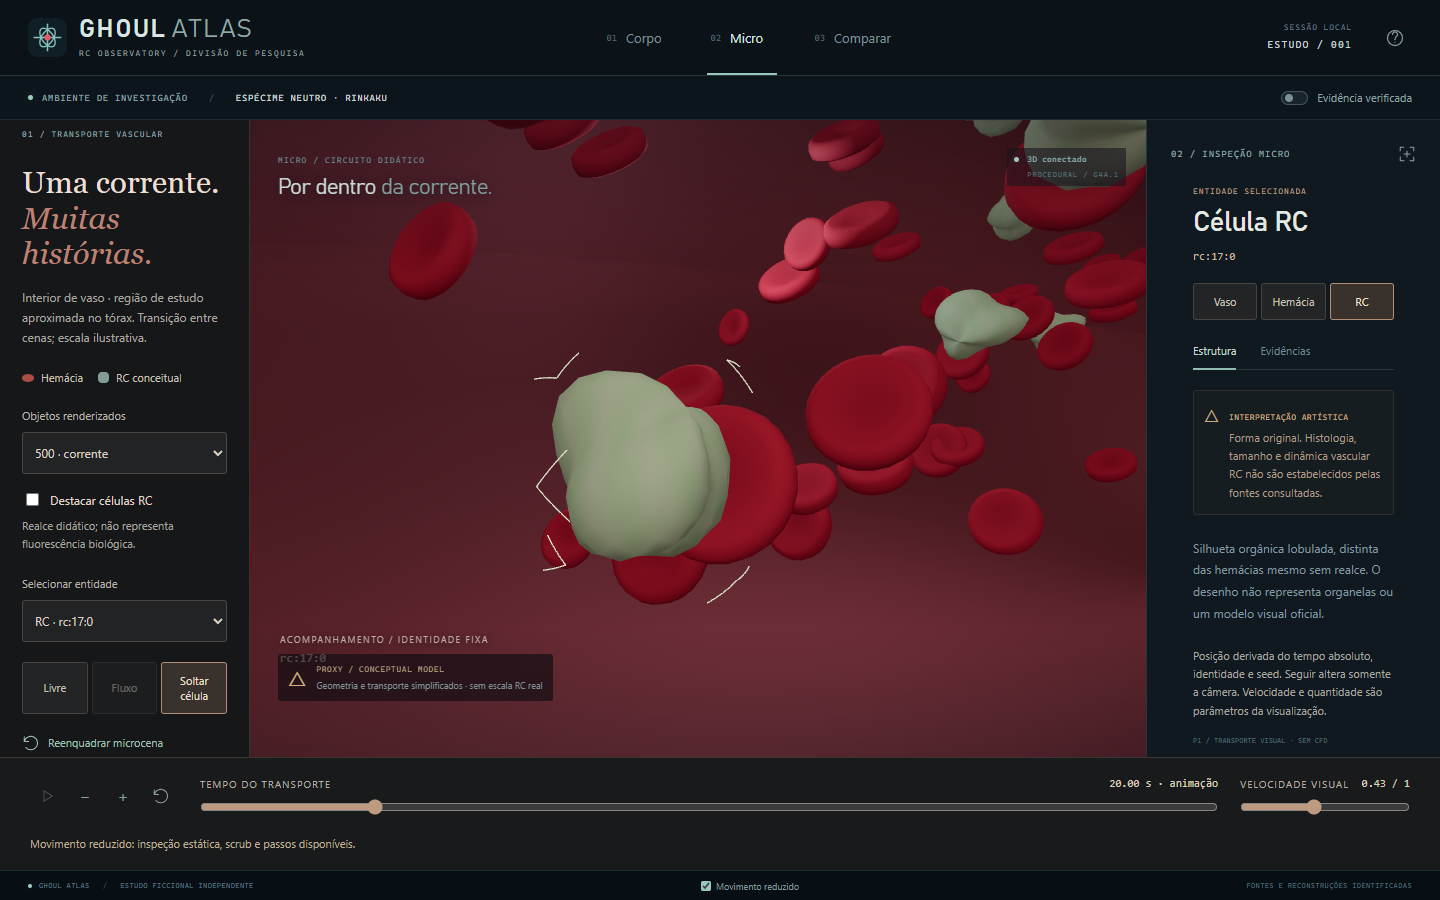 GHOUL ATLAS
RC OBSERVATORY / DIVISÃO DE PESQUISA
01 Corpo
02 Micro
03 Comparar
SESSÃO LOCAL
ESTUDO / 001
AMBIENTE DE INVESTIGAÇÃO / ESPÉCIME NEUTRO · RINKAKU
Evidência verificada
01 / TRANSPORTE VASCULAR
Uma corrente.
Muitas
histórias.
Interior de vaso · região de estudo
aproximada no tórax. Transição entre
cenas; escala ilustrativa.
Hemácia
RC conceitual
Objetos renderizados
500 · corrente
Destacar células RC
Realce didático; não representa
fluorescência biológica.
Selecionar entidade
RC · rc:17:0
Livre
Fluxo
Soltar
célula
Reenquadrar microcena
MICRO / CIRCUITO DIDÁTICO
Por dentro da corrente.
3D conectado
PROCEDURAL / G4A.1
ACOMPANHAMENTO / IDENTIDADE FIXA
rc:17:0
PROXY / CONCEPTUAL MODEL
Geometria e transporte simplificados · sem escala RC real
02 / INSPEÇÃO MICRO
ENTIDADE SELECIONADA
Célula RC
rc:17:0
Vaso
Hemácia
RC
Estrutura
Evidências
INTERPRETAÇÃO ARTÍSTICA
Forma original. Histologia,
tamanho e dinâmica vascular
RC não são estabelecidos pelas
fontes consultadas.
Silhueta orgânica lobulada, distinta
das hemácias mesmo sem realce. O
desenho não representa organelas ou
um modelo visual oficial.
Posição derivada do tempo absoluto,
identidade e seed. Seguir altera somente
a câmera. Velocidade e quantidade são
parâmetros da visualização.
P1 / TRANSPORTE VISUAL · SEM CFD
TEMPO DO TRANSPORTE
20.00 s · animação
VELOCIDADE VISUAL
0.43 / 1
Movimento reduzido: inspeção estática, scrub e passos disponíveis.
GHOUL ATLAS / ESTUDO FICCIONAL INDEPENDENTE
Movimento reduzido
FONTES E RECONSTRUÇÕES IDENTIFICADAS